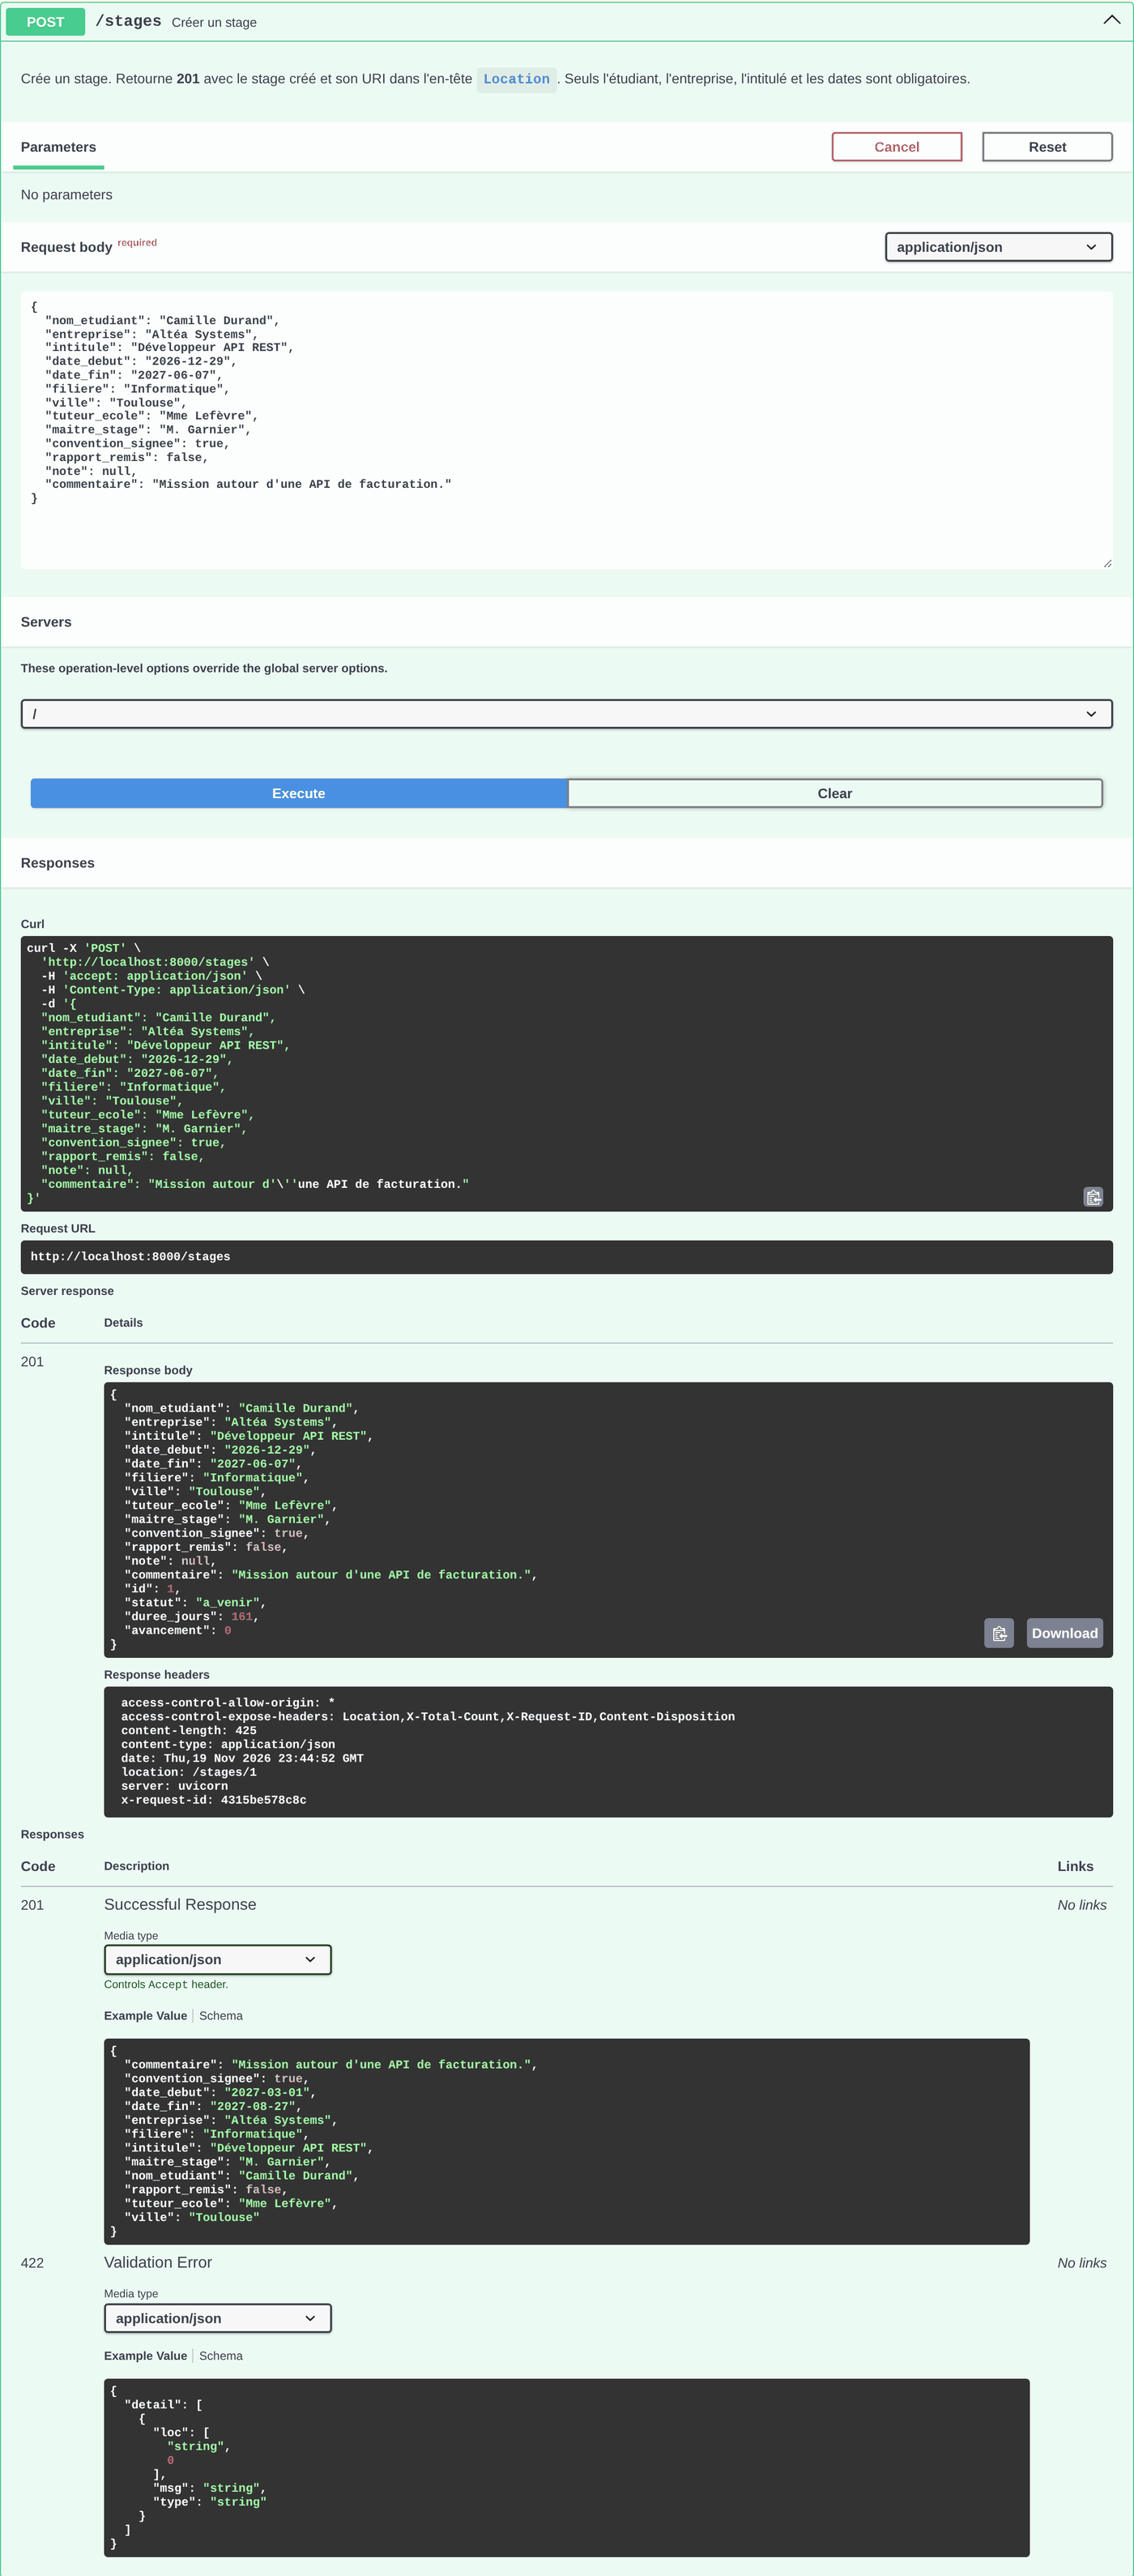 POST /stages Créer un stage
Crée un stage. Retourne 201 avec le stage créé et son URI dans l'en-tête Location. Seuls l'étudiant, l'entreprise, l'intitulé et les dates sont obligatoires.
Parameters Cancel Reset
No parameters
Request body required application/json
{
  "nom_etudiant": "Camille Durand",
  "entreprise": "Altéa Systems",
  "intitule": "Développeur API REST",
  "date_debut": "2026-12-29",
  "date_fin": "2027-06-07",
  "filiere": "Informatique",
  "ville": "Toulouse",
  "tuteur_ecole": "Mme Lefèvre",
  "maitre_stage": "M. Garnier",
  "convention_signee": true,
  "rapport_remis": false,
  "note": null,
  "commentaire": "Mission autour d'une API de facturation."
}
Servers
These operation-level options override the global server options.
/
Execute Clear
Responses
Curl
curl -X 'POST' \
  'http://localhost:8000/stages' \
  -H 'accept: application/json' \
  -H 'Content-Type: application/json' \
  -d '{
  "nom_etudiant": "Camille Durand",
  "entreprise": "Altéa Systems",
  "intitule": "Développeur API REST",
  "date_debut": "2026-12-29",
  "date_fin": "2027-06-07",
  "filiere": "Informatique",
  "ville": "Toulouse",
  "tuteur_ecole": "Mme Lefèvre",
  "maitre_stage": "M. Garnier",
  "convention_signee": true,
  "rapport_remis": false,
  "note": null,
  "commentaire": "Mission autour d'\''une API de facturation."
}'
Request URL
http://localhost:8000/stages
Server response
Code Details
201
Response body
{
  "nom_etudiant": "Camille Durand",
  "entreprise": "Altéa Systems",
  "intitule": "Développeur API REST",
  "date_debut": "2026-12-29",
  "date_fin": "2027-06-07",
  "filiere": "Informatique",
  "ville": "Toulouse",
  "tuteur_ecole": "Mme Lefèvre",
  "maitre_stage": "M. Garnier",
  "convention_signee": true,
  "rapport_remis": false,
  "note": null,
  "commentaire": "Mission autour d'une API de facturation.",
  "id": 1,
  "statut": "a_venir",
  "duree_jours": 161,
  "avancement": 0
}
Download
Response headers
access-control-allow-origin: *
access-control-expose-headers: Location,X-Total-Count,X-Request-ID,Content-Disposition
content-length: 425
content-type: application/json
date: Thu,19 Nov 2026 23:44:52 GMT
location: /stages/1
server: uvicorn
x-request-id: 4315be578c8c
Responses
Code Description Links
201 Successful Response No links
Media type
application/json
Controls Accept header.
Example Value Schema
{
  "commentaire": "Mission autour d'une API de facturation.",
  "convention_signee": true,
  "date_debut": "2027-03-01",
  "date_fin": "2027-08-27",
  "entreprise": "Altéa Systems",
  "filiere": "Informatique",
  "intitule": "Développeur API REST",
  "maitre_stage": "M. Garnier",
  "nom_etudiant": "Camille Durand",
  "rapport_remis": false,
  "tuteur_ecole": "Mme Lefèvre",
  "ville": "Toulouse"
}
422 Validation Error No links
Media type
application/json
Example Value Schema
{
  "detail": [
    {
      "loc": [
        "string",
        0
      ],
      "msg": "string",
      "type": "string"
    }
  ]
}